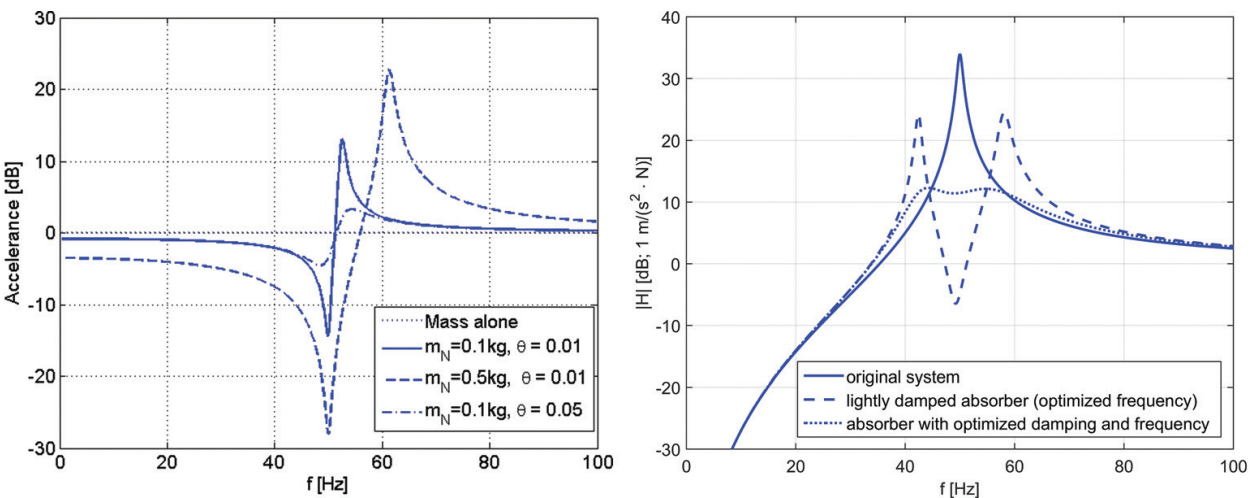 30
20
10
0
-10
-20
-30
Accelerance [dB]
0
20
40
60
80
100
f [Hz]
Mass alone
m_N=0.1kg, θ = 0.01
m_N=0.5kg, θ = 0.01
m_N=0.1kg, θ = 0.05
40
30
20
10
0
-10
-20
-30
|H| [dB; 1 m/(s² · N)]
0
20
40
60
80
100
f [Hz]
original system
lightly damped absorber (optimized frequency)
absorber with optimized damping and frequency